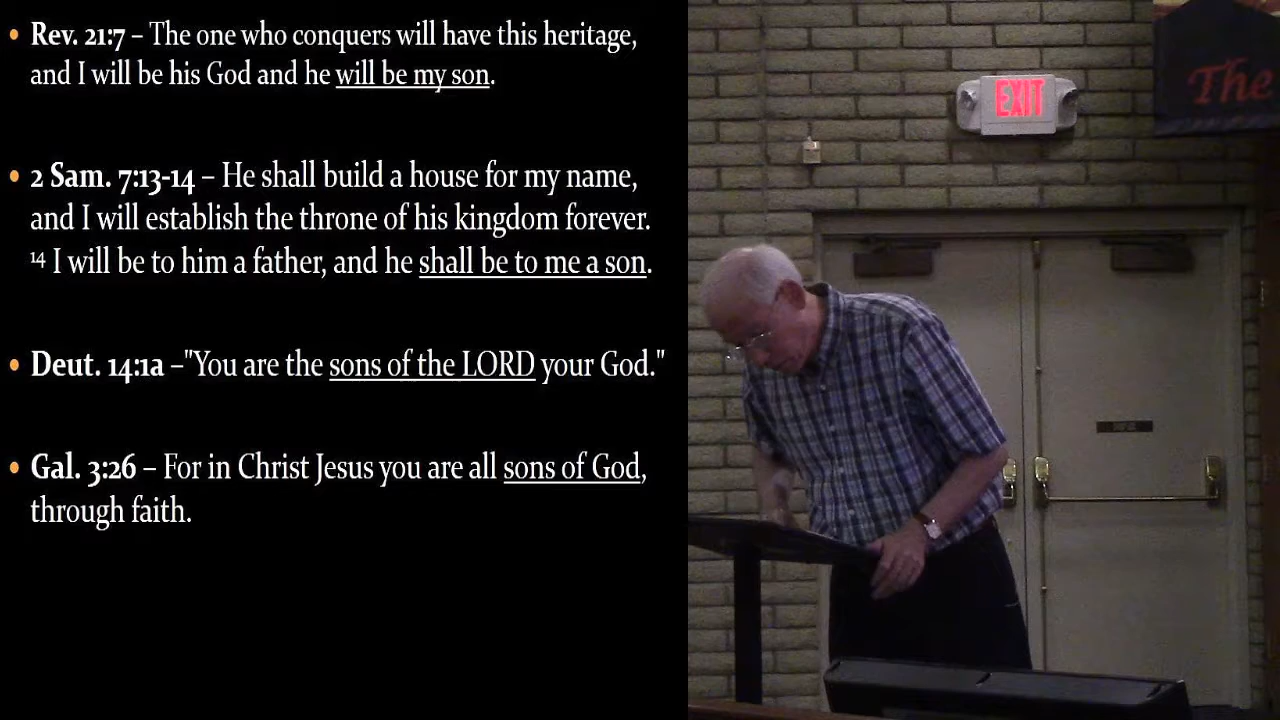 • Rev. 21:7 – The one who conquers will have this heritage,
and I will be his God and he will be my son.
• 2 Sam. 7:13-14 – He shall build a house for my name,
and I will establish the throne of his kingdom forever.
14 I will be to him a father, and he shall be to me a son.
• Deut. 14:1a –"You are the sons of the LORD your God."
• Gal. 3:26 – For in Christ Jesus you are all sons of God,
through faith.
EXIT
The